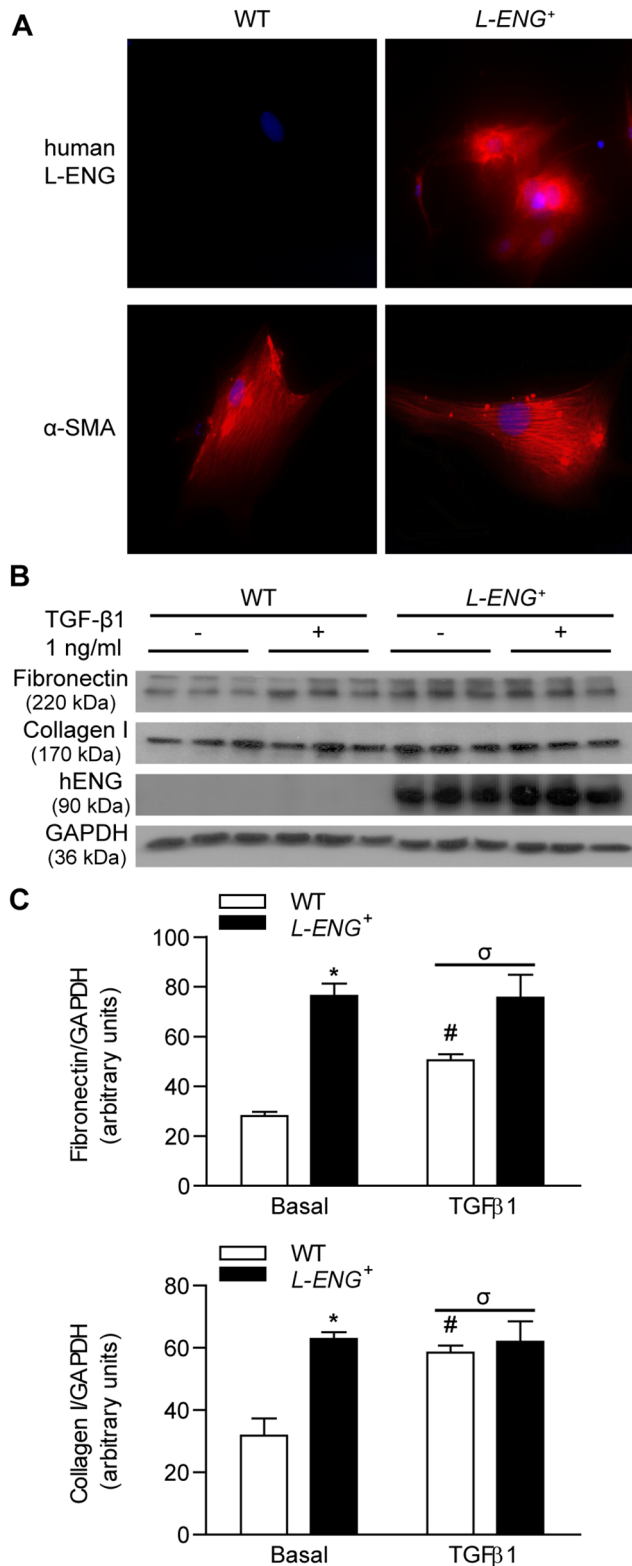 A
WT
L-ENG+
human
L-ENG
α-SMA
B
WT
L-ENG+
TGF-β1
1 ng/ml
- + - +
Fibronectin
(220 kDa)
Collagen I
(170 kDa)
hENG
(90 kDa)
GAPDH
(36 kDa)
C
WT
L-ENG+
Fibronectin/GAPDH
(arbitrary units)
100
80
60
40
20
0
*
#
σ
Basal
TGFβ1
WT
L-ENG+
Collagen I/GAPDH
(arbitrary units)
80
60
40
20
0
*
#
σ
Basal
TGFβ1